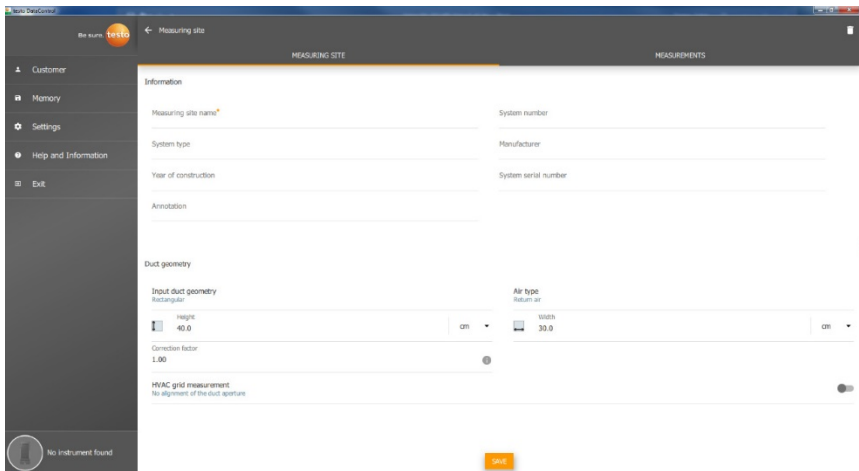 testo DataControl
Be sure. testo
Measuring site
MEASURING SITE
MEASUREMENTS
Customer
Memory
Settings
Help and Information
Exit
No instrument found
Information
Measuring site name*
System number
System type
Manufacturer
Year of construction
System serial number
Annotation
Duct geometry
Input duct geometry
Rectangular
Air type
Return air
Height
40.0
cm
Width
30.0
cm
Correction factor
1.00
HVAC grid measurement
No alignment of the duct aperture
SAVE